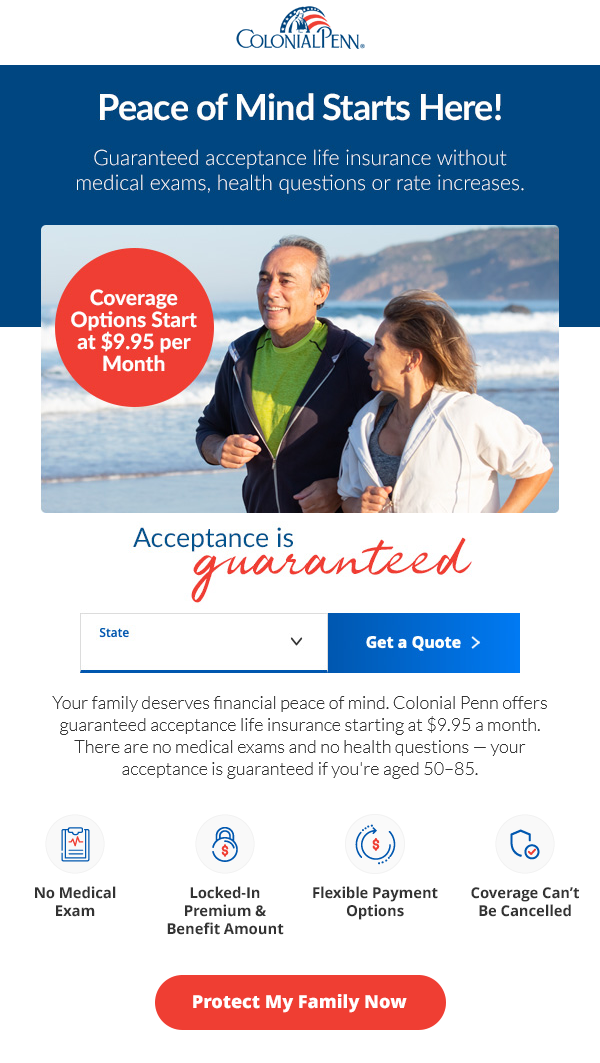 COLONIALPENN®
Peace of Mind Starts Here!
Guaranteed acceptance life insurance without
medical exams, health questions or rate increases.
Coverage
Options Start
at $9.95 per
Month
Acceptance is
guaranteed
State
Get a Quote
Your family deserves financial peace of mind. Colonial Penn offers
guaranteed acceptance life insurance starting at $9.95 a month.
There are no medical exams and no health questions — your
acceptance is guaranteed if you're aged 50–85.
No Medical
Exam
Locked-In
Premium &
Benefit Amount
Flexible Payment
Options
Coverage Can't
Be Cancelled
Protect My Family Now